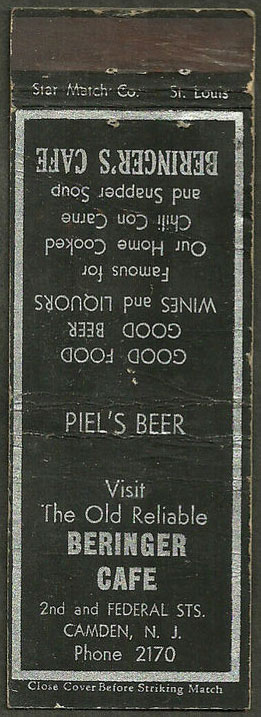 Star Match Co. St. Louis
GOOD FOOD
GOOD BEER
WINES and LIQUORS
Famous for
Our Home Cooked
Chili Con Carne
and Snapper Soup
BERINGER'S CAFE
PIEL'S BEER
Visit
The Old Reliable
BERINGER
CAFE
2nd and FEDERAL STS.
CAMDEN, N. J.
Phone 2170
Close Cover Before Striking Match